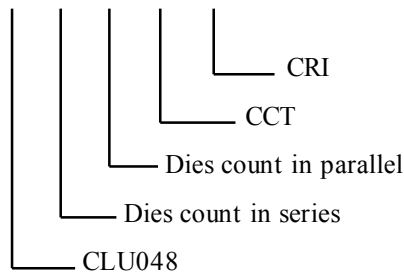 CRI
CCT
Dies count in parallel
Dies count in series
CLU048